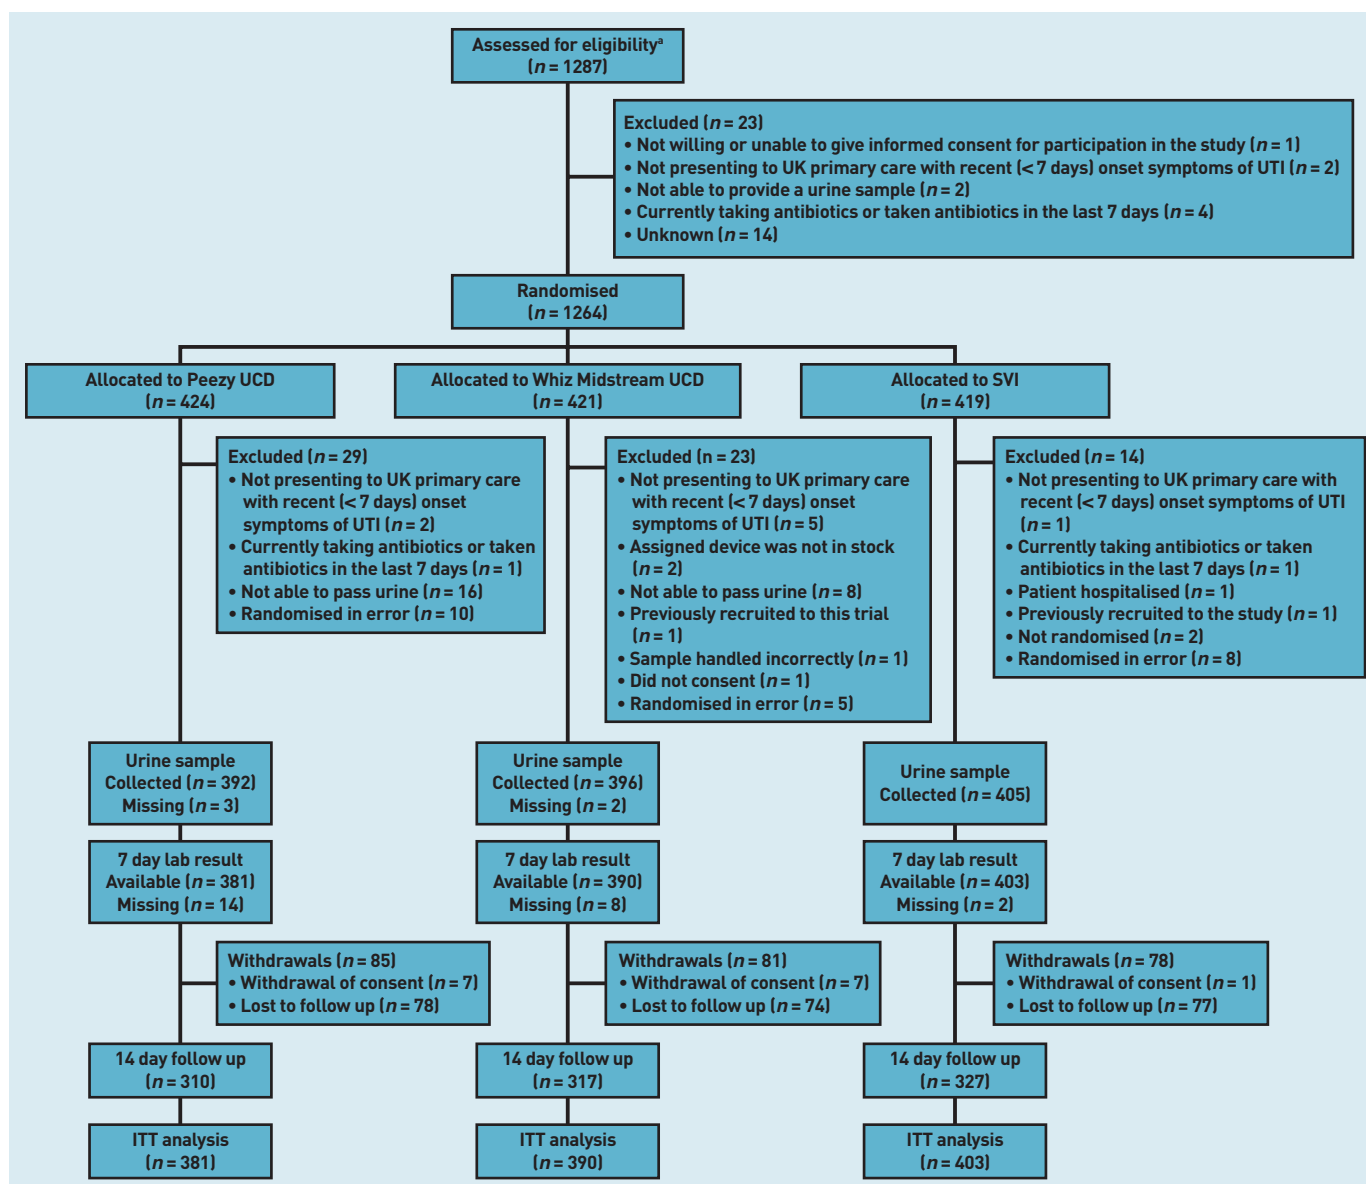 Assessed for eligibilityᵃ
(n = 1287)
Excluded (n = 23)
• Not willing or unable to give informed consent for participation in the study (n = 1)
• Not presenting to UK primary care with recent (< 7 days) onset symptoms of UTI (n = 2)
• Not able to provide a urine sample (n = 2)
• Currently taking antibiotics or taken antibiotics in the last 7 days (n = 4)
• Unknown (n = 14)
Randomised
(n = 1264)
Allocated to Peezy UCD
(n = 424)
Allocated to Whiz Midstream UCD
(n = 421)
Allocated to SVI
(n = 419)
Excluded (n = 29)
• Not presenting to UK primary care
with recent (< 7 days) onset
symptoms of UTI (n = 2)
• Currently taking antibiotics or taken
antibiotics in the last 7 days (n = 1)
• Not able to pass urine (n = 16)
• Randomised in error (n = 10)
Excluded (n = 23)
• Not presenting to UK primary care
with recent (< 7 days) onset
symptoms of UTI (n = 5)
• Assigned device was not in stock
(n = 2)
• Not able to pass urine (n = 8)
• Previously recruited to this trial
(n = 1)
• Sample handled incorrectly (n = 1)
• Did not consent (n = 1)
• Randomised in error (n = 5)
Excluded (n = 14)
• Not presenting to UK primary care with
recent (< 7 days) onset symptoms of UTI
(n = 1)
• Currently taking antibiotics or taken
antibiotics in the last 7 days (n = 1)
• Patient hospitalised (n = 1)
• Previously recruited to the study (n = 1)
• Not randomised (n = 2)
• Randomised in error (n = 8)
Urine sample
Collected (n = 392)
Missing (n = 3)
Urine sample
Collected (n = 396)
Missing (n = 2)
Urine sample
Collected (n = 405)
7 day lab result
Available (n = 381)
Missing (n = 14)
7 day lab result
Available (n = 390)
Missing (n = 8)
7 day lab result
Available (n = 403)
Missing (n = 2)
Withdrawals (n = 85)
• Withdrawal of consent (n = 7)
• Lost to follow up (n = 78)
Withdrawals (n = 81)
• Withdrawal of consent (n = 7)
• Lost to follow up (n = 74)
Withdrawals (n = 78)
• Withdrawal of consent (n = 1)
• Lost to follow up (n = 77)
14 day follow up
(n = 310)
14 day follow up
(n = 317)
14 day follow up
(n = 327)
ITT analysis
(n = 381)
ITT analysis
(n = 390)
ITT analysis
(n = 403)